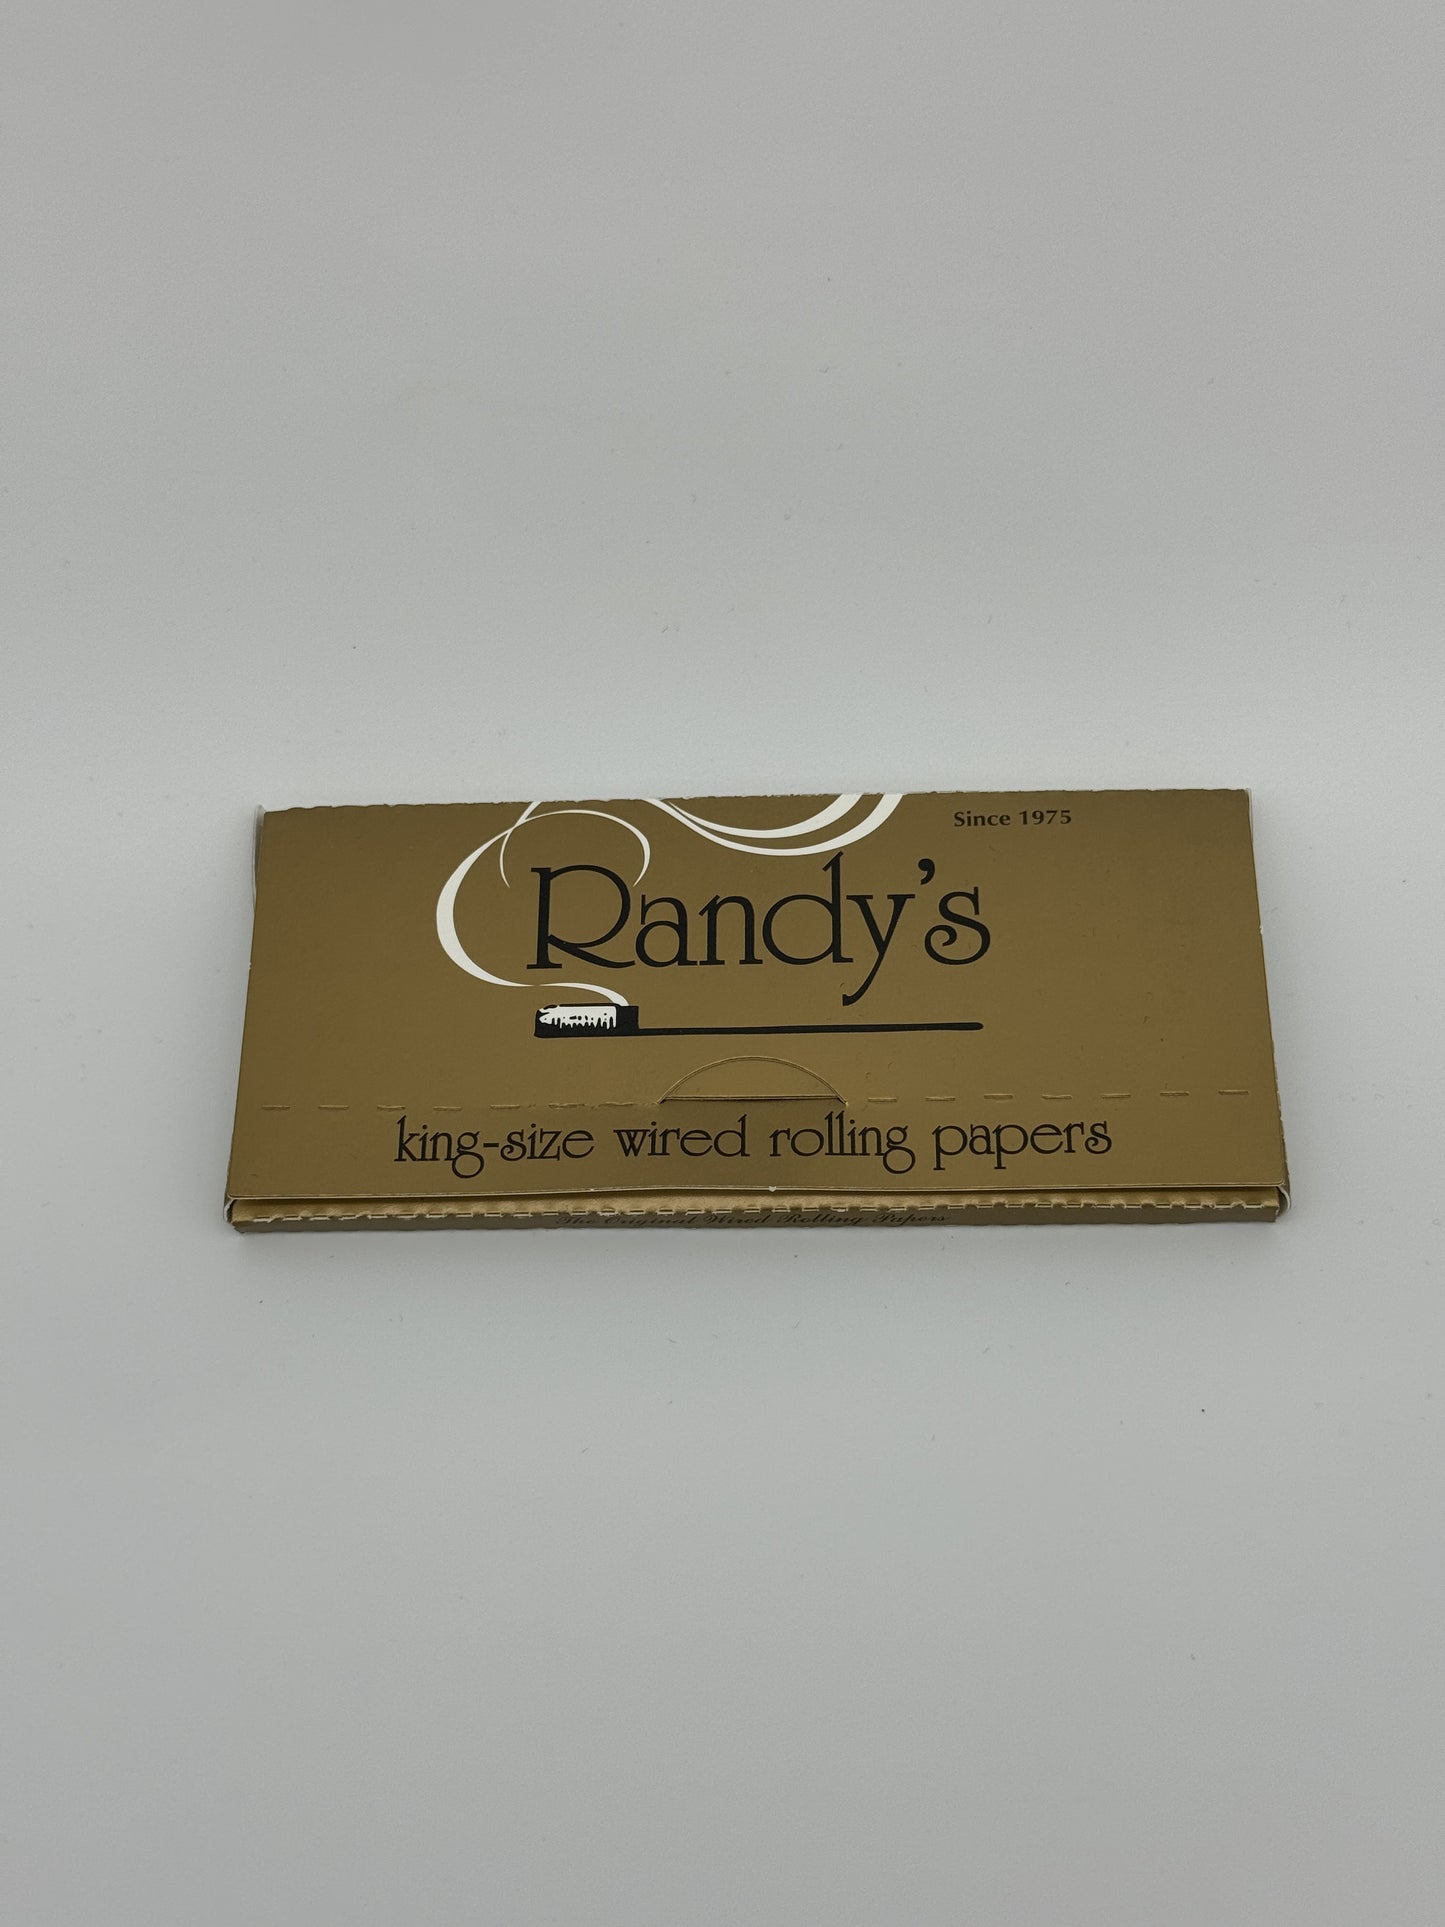 Since 1975
Randy's
king-size wired rolling papers
The Original Wired Rolling Papers